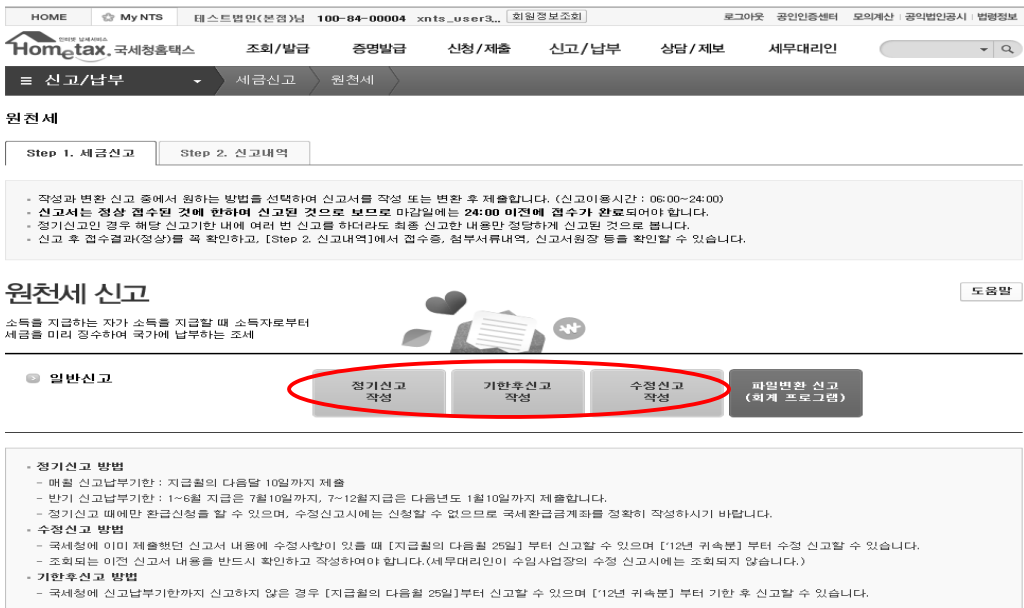 HOME My NTS 테스트법인(본점)님 100-84-00004 xnts_user3... 회원정보조회 로그아웃 공인인증센터 모의계산 공익법인공시 법령정보
인터넷 납세서비스
Hometax. 국세청홈택스 조회/발급 증명발급 신청/제출 신고/납부 상담/제보 세무대리인
신고/납부 세금신고 원천세
원천세
Step 1. 세금신고 Step 2. 신고내역
- 작성과 변환 신고 중에서 원하는 방법을 선택하여 신고서를 작성 또는 변환 후 제출합니다. (신고이용시간 : 06:00~24:00)
- 신고서는 정상 접수된 것에 한하여 신고된 것으로 보므로 마감일에는 24:00 이전에 접수가 완료되어야 합니다.
- 정기신고인 경우 해당 신고기한 내에 여러 번 신고를 하더라도 최종 신고한 내용만 정당하게 신고된 것으로 봅니다.
- 신고 후 접수결과(정상)를 꼭 확인하고, [Step 2. 신고내역]에서 접수증, 첨부서류내역, 신고서원장 등을 확인할 수 있습니다.
원천세 신고
도움말
소득을 지급하는 자가 소득을 지급할 때 소득자로부터
세금을 미리 징수하여 국가에 납부하는 조세
₩
일반신고
정기신고
작성
기한후신고
작성
수정신고
작성
파일변환 신고
(회계 프로그램)
- 정기신고 방법
- 매월 신고납부기한 : 지급월의 다음달 10일까지 제출
- 반기 신고납부기한 : 1~6월 지급은 7월10일까지, 7~12월지급은 다음년도 1월10일까지 제출합니다.
- 정기신고 때에만 환급신청을 할 수 있으며, 수정신고시에는 신청할 수 없으므로 국세환급금계좌를 정확히 작성하시기 바랍니다.
- 수정신고 방법
- 국세청에 이미 제출했던 신고서 내용에 수정사항이 있을 때 [지급월의 다음월 25일] 부터 신고할 수 있으며 ['12년 귀속분] 부터 수정 신고할 수 있습니다.
- 조회되는 이전 신고서 내용을 반드시 확인하고 작성하여야 합니다.(세무대리인이 수임사업장의 수정 신고시에는 조회되지 않습니다.)
- 기한후신고 방법
- 국세청에 신고납부기한까지 신고하지 않은 경우 [지급월의 다음월 25일]부터 신고할 수 있으며 ['12년 귀속분] 부터 기한 후 신고할 수 있습니다.